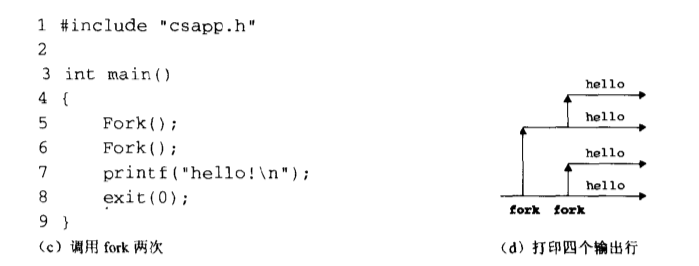 1 #include "csapp.h"
2
3 int main()
4 {
5     Fork();
6     Fork();
7     printf("hello!\n");
8     exit(0);
9 }
(c) 调用 fork 两次
hello
hello
hello
hello
fork fork
(d) 打印四个输出行